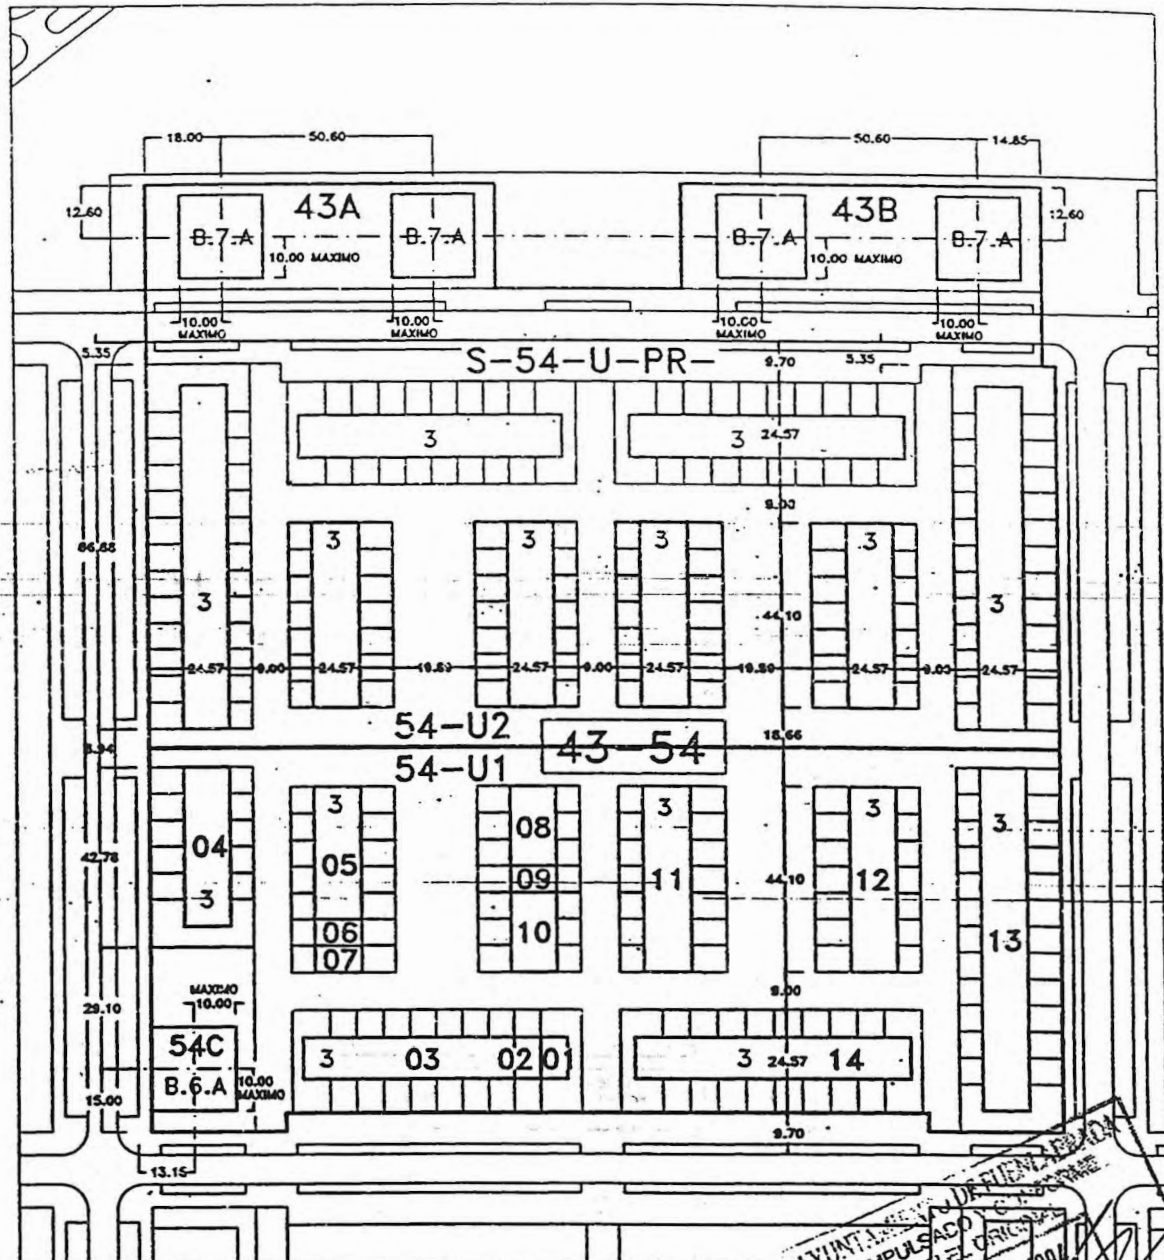 18.00 50.60 50.60 14.85
12.60 43A 43B 12.60
B.7.A B.7.A B.7.A B.7.A
10.00 MAXIMO 10.00 MAXIMO
10.00 10.00 10.00 10.00
MAXIMO MAXIMO MAXIMO MAXIMO
5.35 S-54-U-PR- 9.70 5.35
3 3 24.57
9.00
3 3 3 3
66.68
3 44.10 3
24.57 9.00 24.57 19.80 24.57 9.00 24.57 19.80 24.57 9.00 24.57
54-U2 18.66
43-54
54-U1
3 3 3 3
08
04 05 42.78
3 09 11 44.10 12
06 10 13
07
MAXIMO 9.00
10.00
29.10
54C 3 03 02 01 3 24.57 14
B.6.A 10.00
MAXIMO
15.00
9.70
13.15
AYUNTAMIENTO DE FUENLABRADA
ORIGINAL